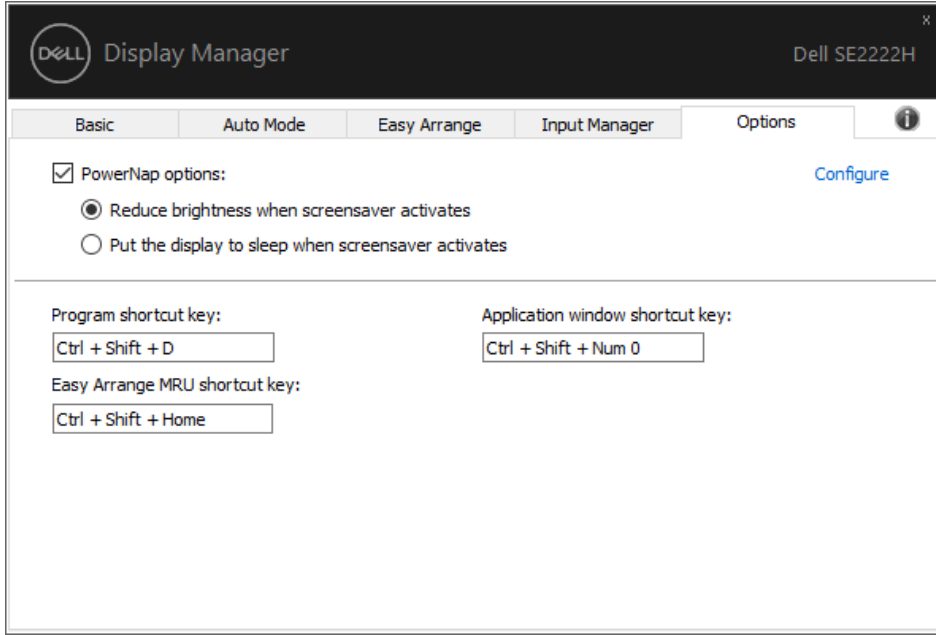 x
DELL Display Manager Dell SE2222H
Basic Auto Mode Easy Arrange Input Manager Options i
PowerNap options: Configure
Reduce brightness when screensaver activates
Put the display to sleep when screensaver activates
Program shortcut key: Application window shortcut key:
Ctrl + Shift + D Ctrl + Shift + Num 0
Easy Arrange MRU shortcut key:
Ctrl + Shift + Home